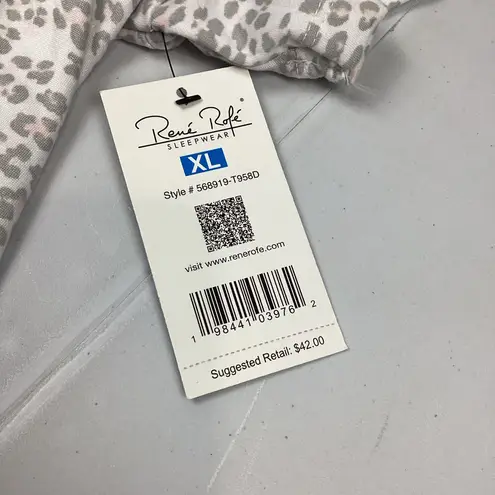 René Rofé®
SLEEPWEAR
XL
Style # 568919-T958D
visit www.renerofe.com
1 98441 03976 2
Suggested Retail: $42.00